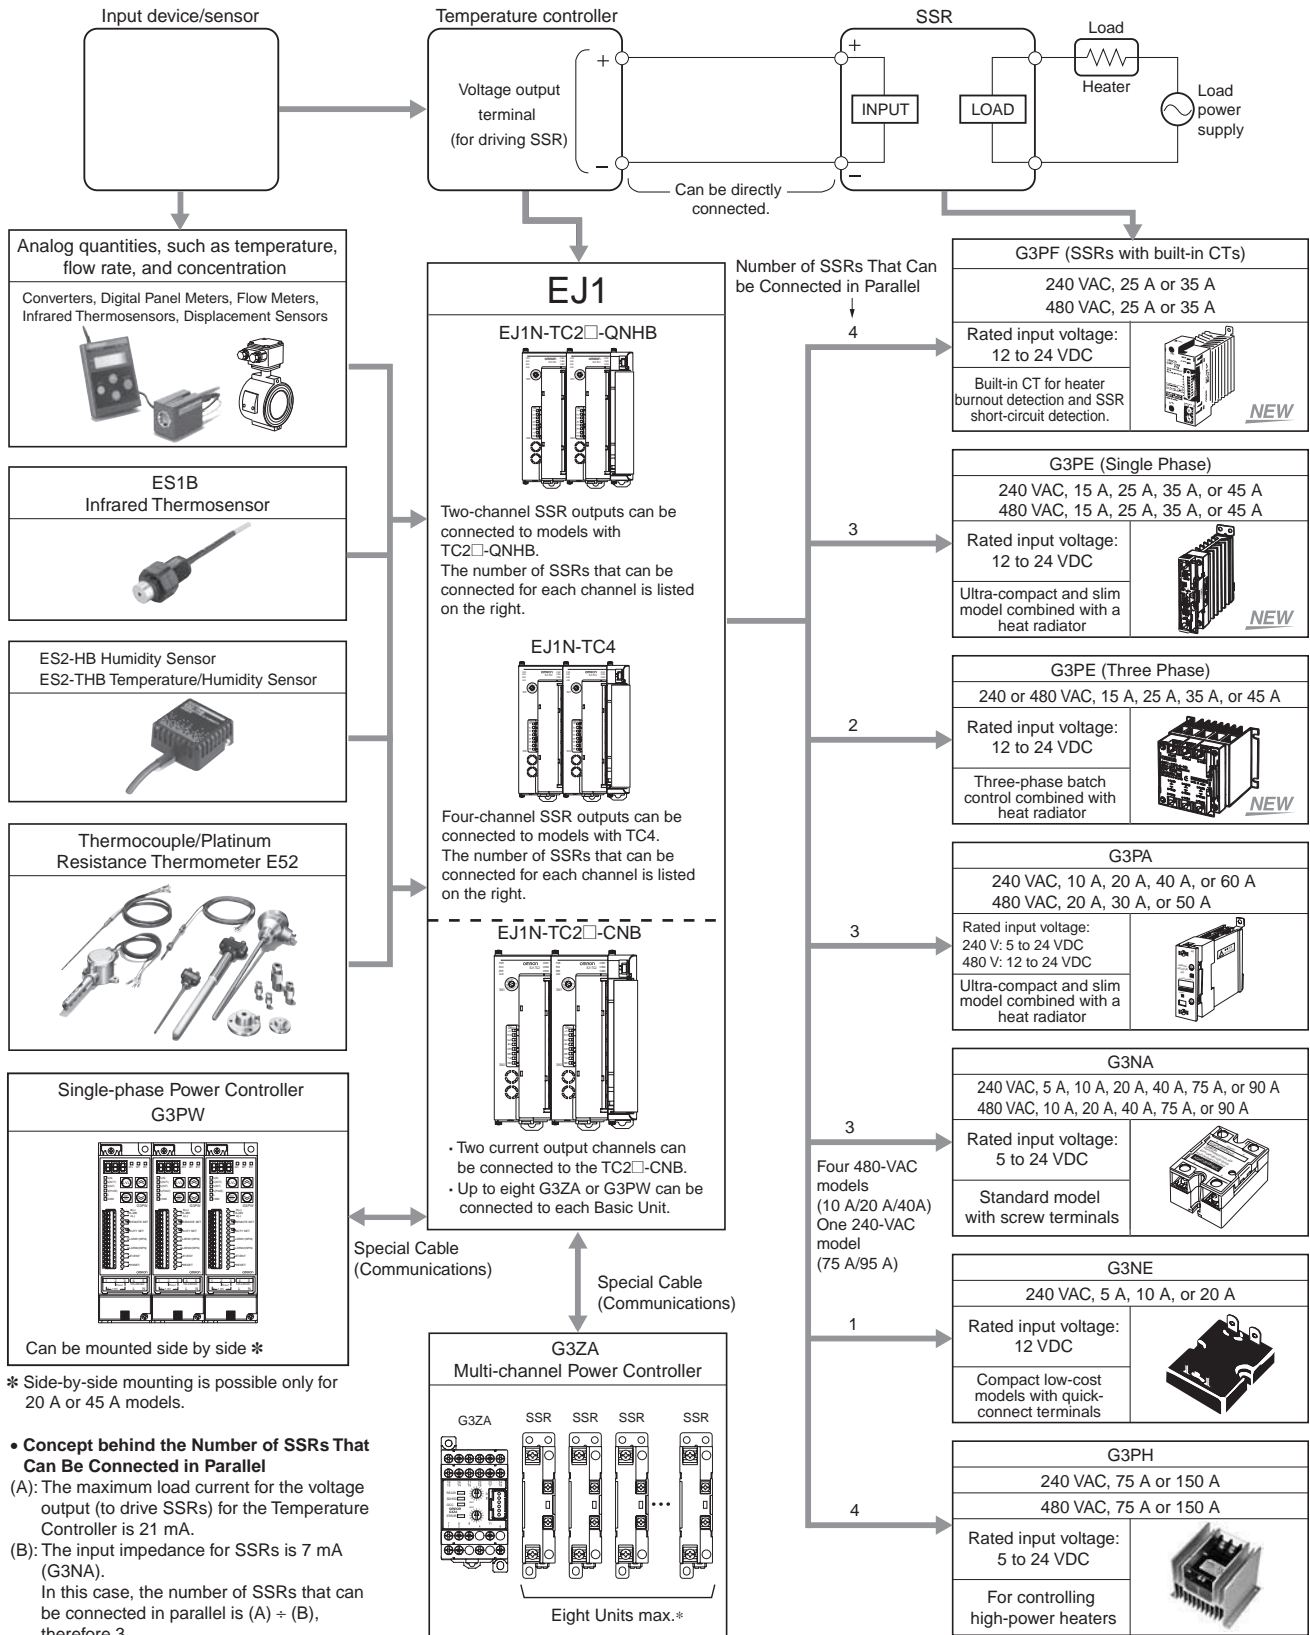 Input device/sensor
Temperature controller
SSR
Voltage output
terminal
(for driving SSR)
+
−
+
−
INPUT
LOAD
Load
Heater
Load
power
supply
Can be directly
connected.
Analog quantities, such as temperature,
flow rate, and concentration
Converters, Digital Panel Meters, Flow Meters,
Infrared Thermosensors, Displacement Sensors
ES1B
Infrared Thermosensor
ES2-HB Humidity Sensor
ES2-THB Temperature/Humidity Sensor
Thermocouple/Platinum
Resistance Thermometer E52
Single-phase Power Controller
G3PW
Can be mounted side by side ✻
✻ Side-by-side mounting is possible only for
20 A or 45 A models.
• Concept behind the Number of SSRs That
Can Be Connected in Parallel
(A): The maximum load current for the voltage
output (to drive SSRs) for the Temperature
Controller is 21 mA.
(B): The input impedance for SSRs is 7 mA
(G3NA).
In this case, the number of SSRs that can
be connected in parallel is (A) ÷ (B),
therefore 3.
EJ1
EJ1N-TC2□-QNHB
Two-channel SSR outputs can be
connected to models with
TC2□-QNHB.
The number of SSRs that can be
connected for each channel is listed
on the right.
EJ1N-TC4
Four-channel SSR outputs can be
connected to models with TC4.
The number of SSRs that can be
connected for each channel is listed
on the right.
EJ1N-TC2□-CNB
• Two current output channels can
be connected to the TC2□-CNB.
• Up to eight G3ZA or G3PW can be
connected to each Basic Unit.
Special Cable
(Communications)
Special Cable
(Communications)
G3ZA
Multi-channel Power Controller
G3ZA
SSR SSR SSR SSR
Eight Units max.✻
Number of SSRs That Can
be Connected in Parallel
4
3
2
3
3
Four 480-VAC
models
(10 A/20 A/40A)
One 240-VAC
model
(75 A/95 A)
1
4
G3PF (SSRs with built-in CTs)
240 VAC, 25 A or 35 A
480 VAC, 25 A or 35 A
Rated input voltage:
12 to 24 VDC
Built-in CT for heater
burnout detection and SSR
short-circuit detection.
NEW
G3PE (Single Phase)
240 VAC, 15 A, 25 A, 35 A, or 45 A
480 VAC, 15 A, 25 A, 35 A, or 45 A
Rated input voltage:
12 to 24 VDC
Ultra-compact and slim
model combined with a
heat radiator
NEW
G3PE (Three Phase)
240 or 480 VAC, 15 A, 25 A, 35 A, or 45 A
Rated input voltage:
12 to 24 VDC
Three-phase batch
control combined with
heat radiator
NEW
G3PA
240 VAC, 10 A, 20 A, 40 A, or 60 A
480 VAC, 20 A, 30 A, or 50 A
Rated input voltage:
240 V: 5 to 24 VDC
480 V: 12 to 24 VDC
Ultra-compact and slim
model combined with a
heat radiator
G3NA
240 VAC, 5 A, 10 A, 20 A, 40 A, 75 A, or 90 A
480 VAC, 10 A, 20 A, 40 A, 75 A, or 90 A
Rated input voltage:
5 to 24 VDC
Standard model
with screw terminals
G3NE
240 VAC, 5 A, 10 A, or 20 A
Rated input voltage:
12 VDC
Compact low-cost
models with quick-
connect terminals
G3PH
240 VAC, 75 A or 150 A
480 VAC, 75 A or 150 A
Rated input voltage:
5 to 24 VDC
For controlling
high-power heaters